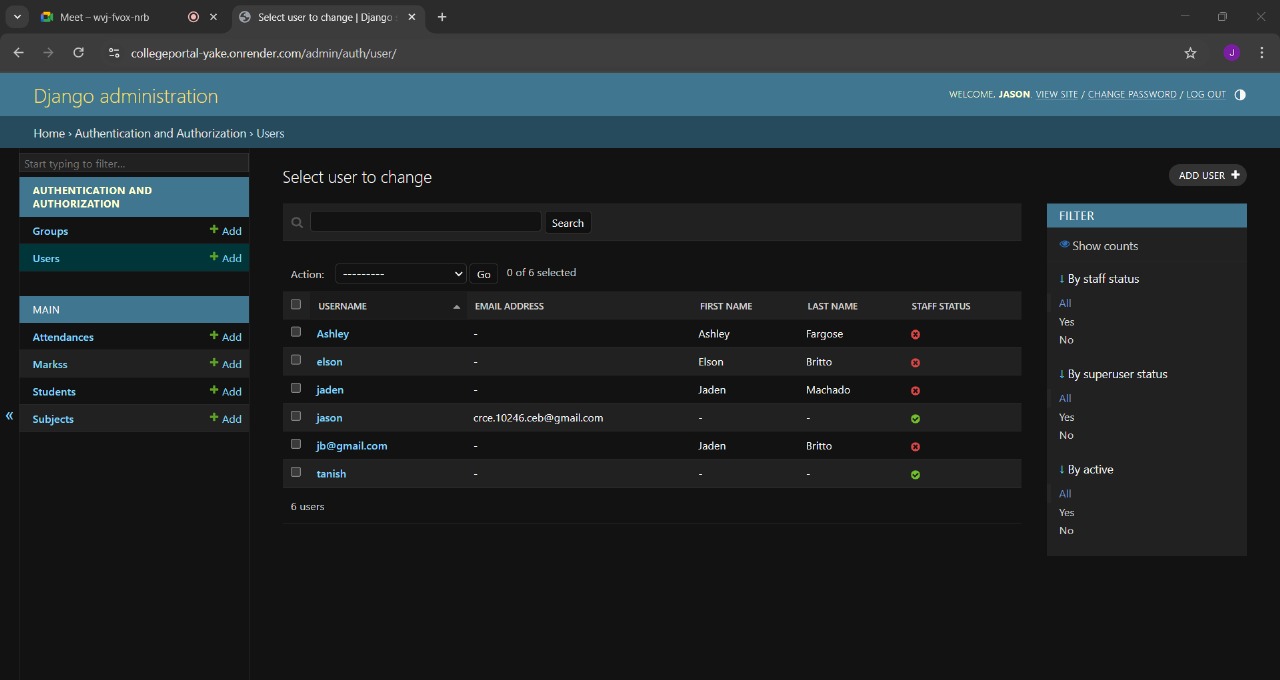 Meet – wvj-fvox-nrb
Select user to change | Django s
collegeportal-yake.onrender.com/admin/auth/user/
J
Django administration
WELCOME, JASON. VIEW SITE / CHANGE PASSWORD / LOG OUT
Home › Authentication and Authorization › Users
Start typing to filter...
AUTHENTICATION AND
AUTHORIZATION
Groups + Add
Users + Add
MAIN
Attendances + Add
Markss + Add
Students + Add
Subjects + Add
«
Select user to change
ADD USER +
Search
Action: --------- Go 0 of 6 selected
USERNAME EMAIL ADDRESS FIRST NAME LAST NAME STAFF STATUS
Ashley - Ashley Fargose
elson - Elson Britto
jaden - Jaden Machado
jason crce.10246.ceb@gmail.com - -
jb@gmail.com - Jaden Britto
tanish - - -
6 users
FILTER
Show counts
↓ By staff status
All
Yes
No
↓ By superuser status
All
Yes
No
↓ By active
All
Yes
No